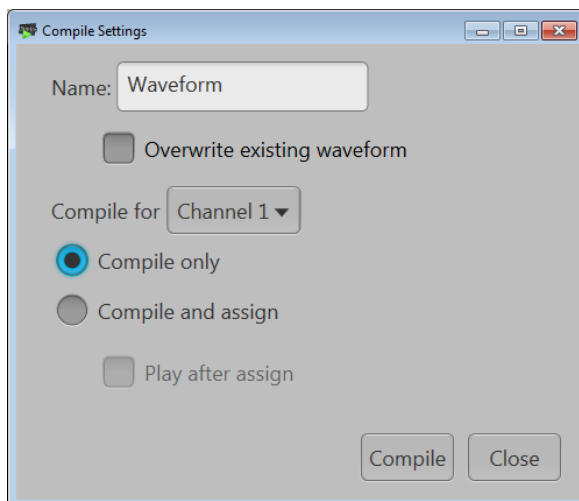 Compile Settings
Name: Waveform
Overwrite existing waveform
Compile for Channel 1
Compile only
Compile and assign
Play after assign
Compile Close